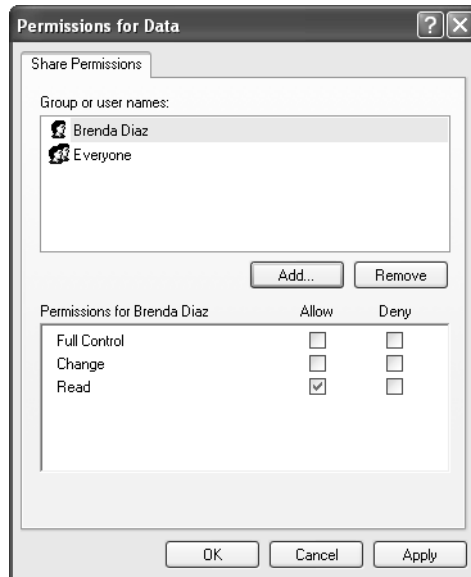 Permissions for Data
Share Permissions
Group or user names:
Brenda Diaz
Everyone
Add... Remove
Permissions for Brenda Diaz Allow Deny
Full Control
Change
Read
OK Cancel Apply